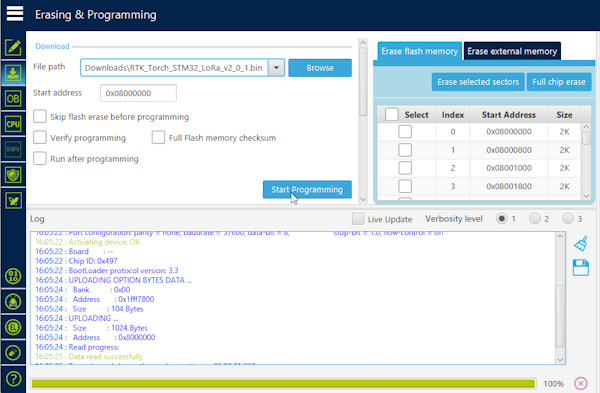 Erasing & Programming
Download
File path
Downloads\RTK_Torch_STM32_LoRa_v2_0_1.bin
Browse
Start address
0x08000000
Skip flash erase before programming
Verify programming
Full Flash memory checksum
Run after programming
Start Programming
Erase flash memory
Erase external memory
Erase selected sectors
Full chip erase
Select Index Start Address Size
0 0x08000000 2K
1 0x08000800 2K
2 0x08001000 2K
3 0x08001800 2K
OB
CPU
SWV
Log
Live Update
Verbosity level
1
2
3
16:05:22 : Port configuration: parity = none, baudrate = 57600, data-bit = 8, stop-bit = 1.0, flow-control = off
16:05:22 : Activating device: OK
16:05:22 : Board : --
16:05:22 : Chip ID: 0x497
16:05:22 : BootLoader protocol version: 3.3
16:05:24 : UPLOADING OPTION BYTES DATA ...
16:05:24 : Bank : 0x00
16:05:24 : Address : 0x1fff7800
16:05:24 : Size : 104 Bytes
16:05:24 : UPLOADING ...
16:05:24 : Size : 1024 Bytes
16:05:24 : Address : 0x8000000
16:05:24 : Read progress:
16:05:25 : Data read successfully
01
10
?
100%